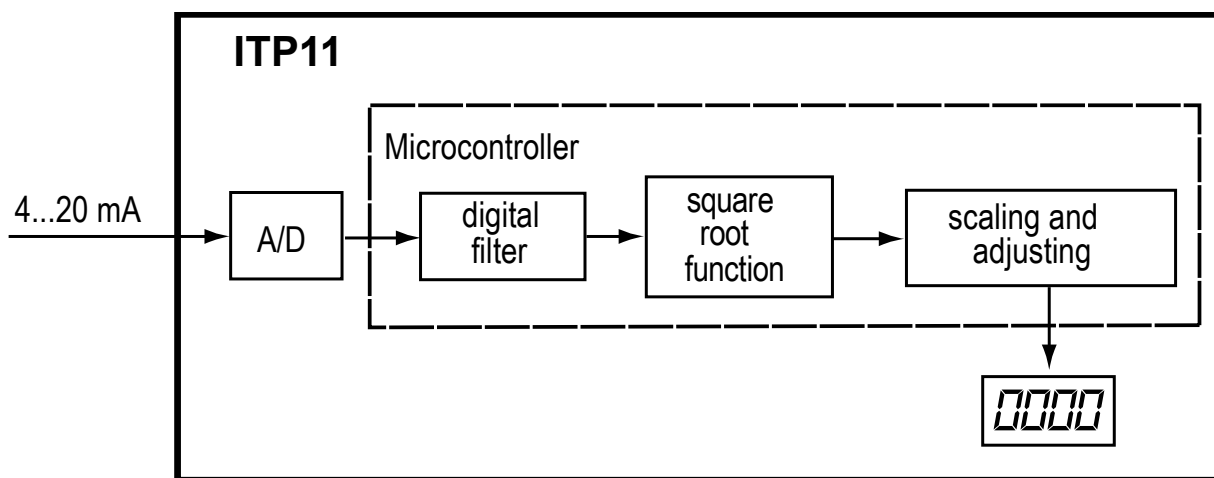 ITP11
Microcontroller
4...20 mA
A/D
digital
filter
square
root
function
scaling and
adjusting
0000